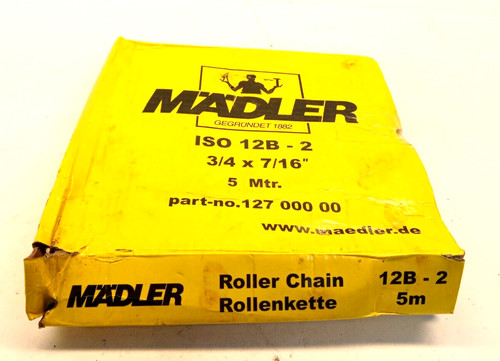 MÄDLER
GEGRÜNDET 1882
ISO 12B - 2
3/4 x 7/16"
5 Mtr.
part-no.127 000 00
www.maedler.de
MÄDLER
Roller Chain
Rollenkette
12B - 2
5m